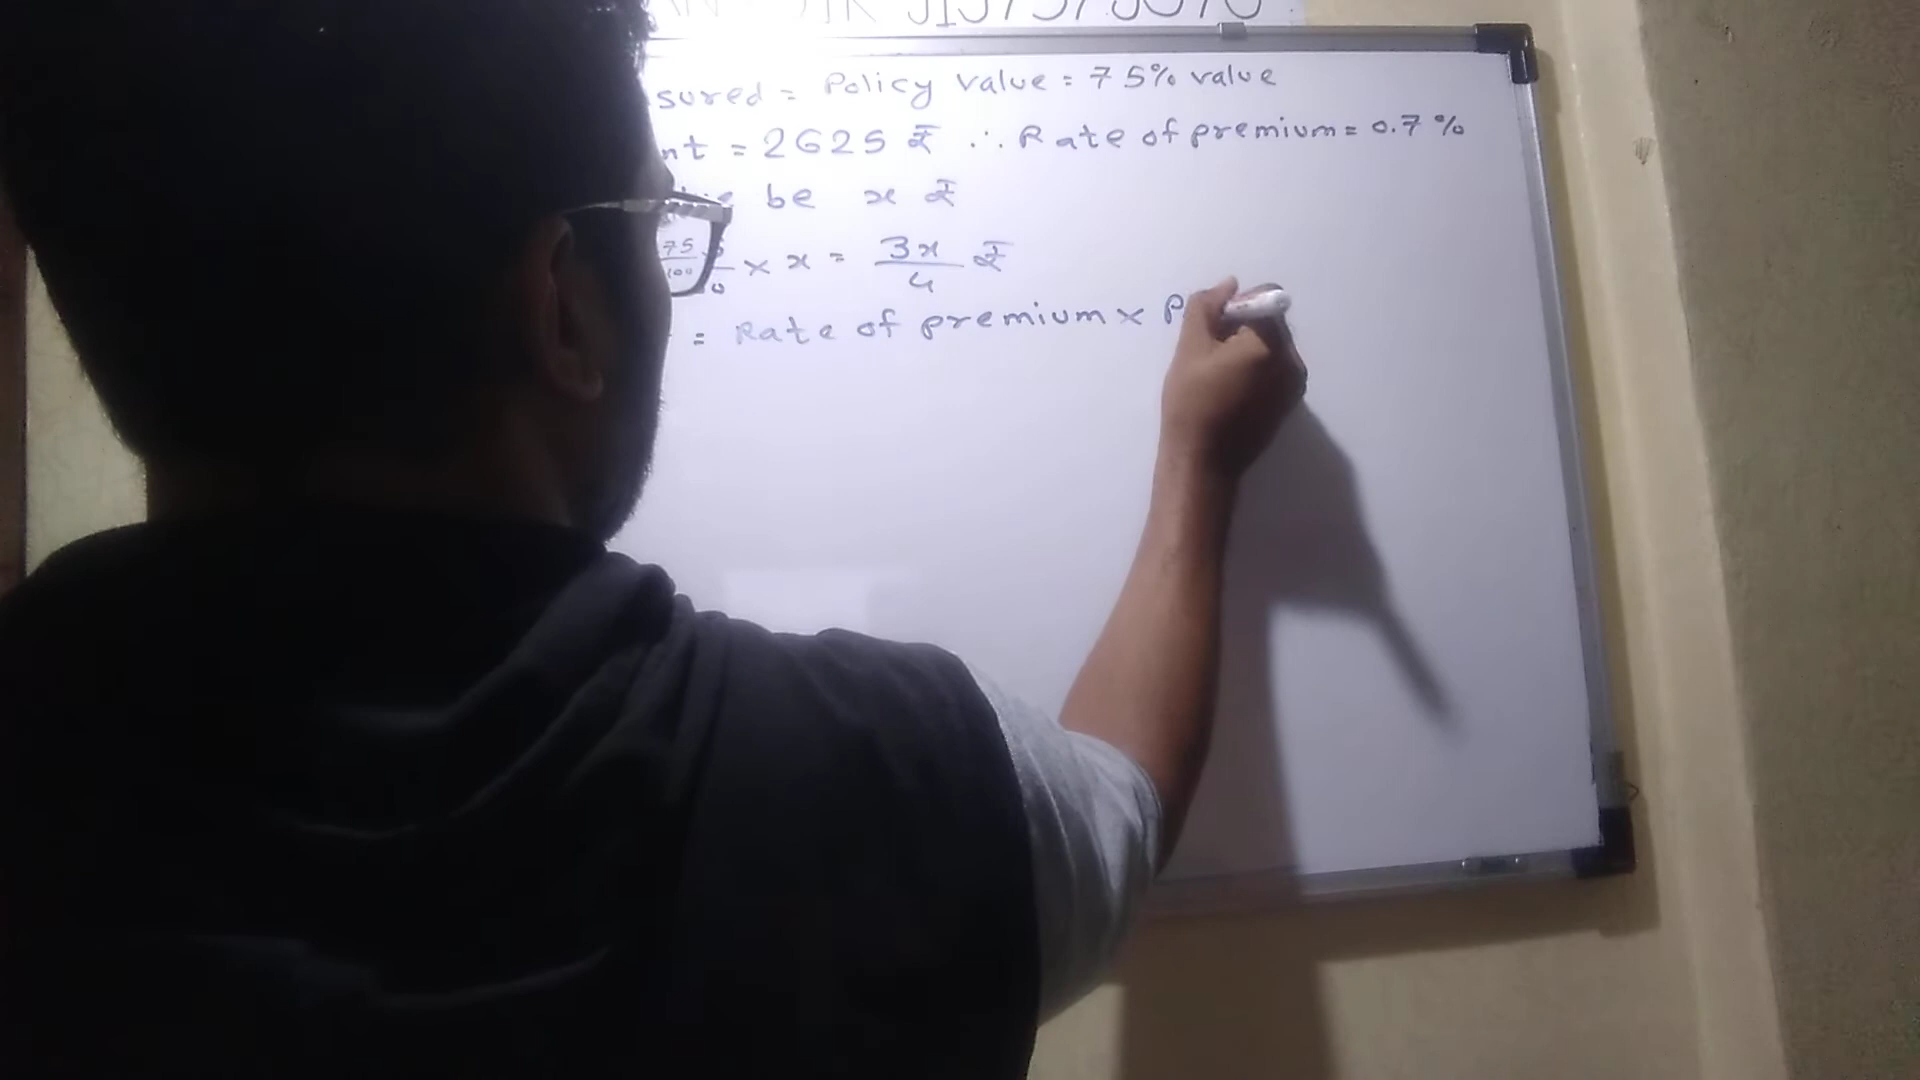 sured = Policy value = 75% value
nt = 2625 ₹ ∴ Rate of premium = 0.7%
be x ₹
75/100 × x = 3x/4 ₹
= Rate of premium × P